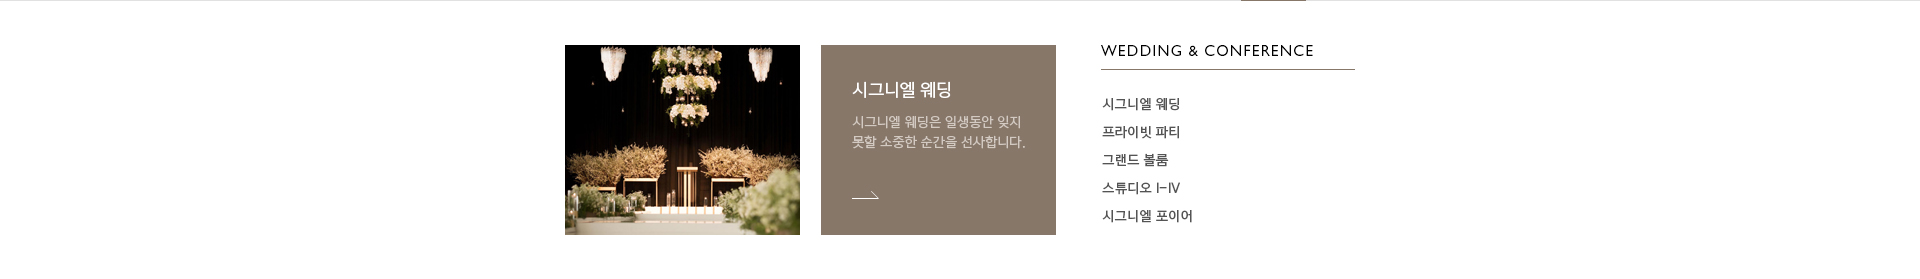 시그니엘 웨딩
시그니엘 웨딩은 일생동안 잊지
못할 소중한 순간을 선사합니다.
WEDDING & CONFERENCE
시그니엘 웨딩
프라이빗 파티
그랜드 볼룸
스튜디오 I-IV
시그니엘 포이어